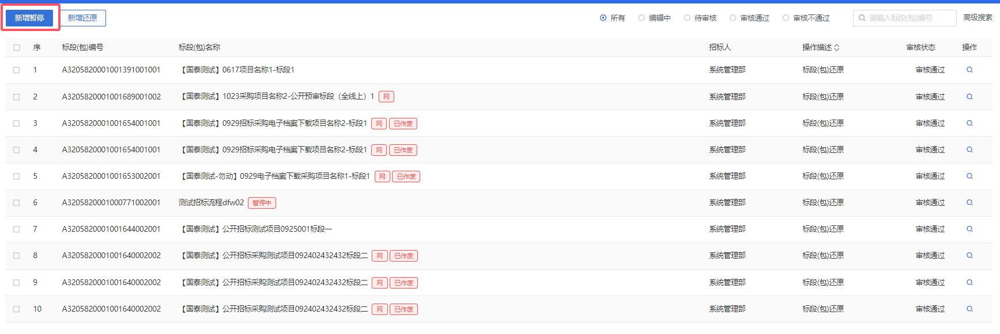 新增暂停 新增还原 所有 编辑中 待审核 审核通过 审核不通过 请输入标段(包)编号 高级搜索
序 标段(包)编号 标段(包)名称 招标人 操作描述 审核状态 操作
1 A3205820001001391001001 【国泰测试】0617项目名称1-标段1 系统管理部 标段(包)还原 审核通过
2 A3205820001001689001002 【国泰测试】1023采购项目名称2-公开预审标段（全线上）1 网 系统管理部 标段(包)还原 审核通过
3 A3205820001001654001001 【国泰测试】0929招标采购电子档案下载项目名称2-标段1 网 已作废 系统管理部 标段(包)还原 审核通过
4 A3205820001001654001001 【国泰测试】0929招标采购电子档案下载项目名称2-标段1 网 已作废 系统管理部 标段(包)还原 审核通过
5 A3205820001001653002001 【国泰测试-勿动】0929电子档案下载采购项目名称1-标段1 网 已作废 系统管理部 标段(包)还原 审核通过
6 A3205820001000771002001 测试招标流程dfw02 暂停中 系统管理部 标段(包)还原 审核通过
7 A3205820001001644002001 【国泰测试】公开招标测试项目0925001标段一 系统管理部 标段(包)还原 审核通过
8 A3205820001001640002002 【国泰测试】公开招标采购测试项目092402432432标段二 网 已作废 系统管理部 标段(包)还原 审核通过
9 A3205820001001640002002 【国泰测试】公开招标采购测试项目092402432432标段二 网 已作废 系统管理部 标段(包)还原 审核通过
10 A3205820001001640002002 【国泰测试】公开招标采购测试项目092402432432标段二 网 已作废 系统管理部 标段(包)还原 审核通过